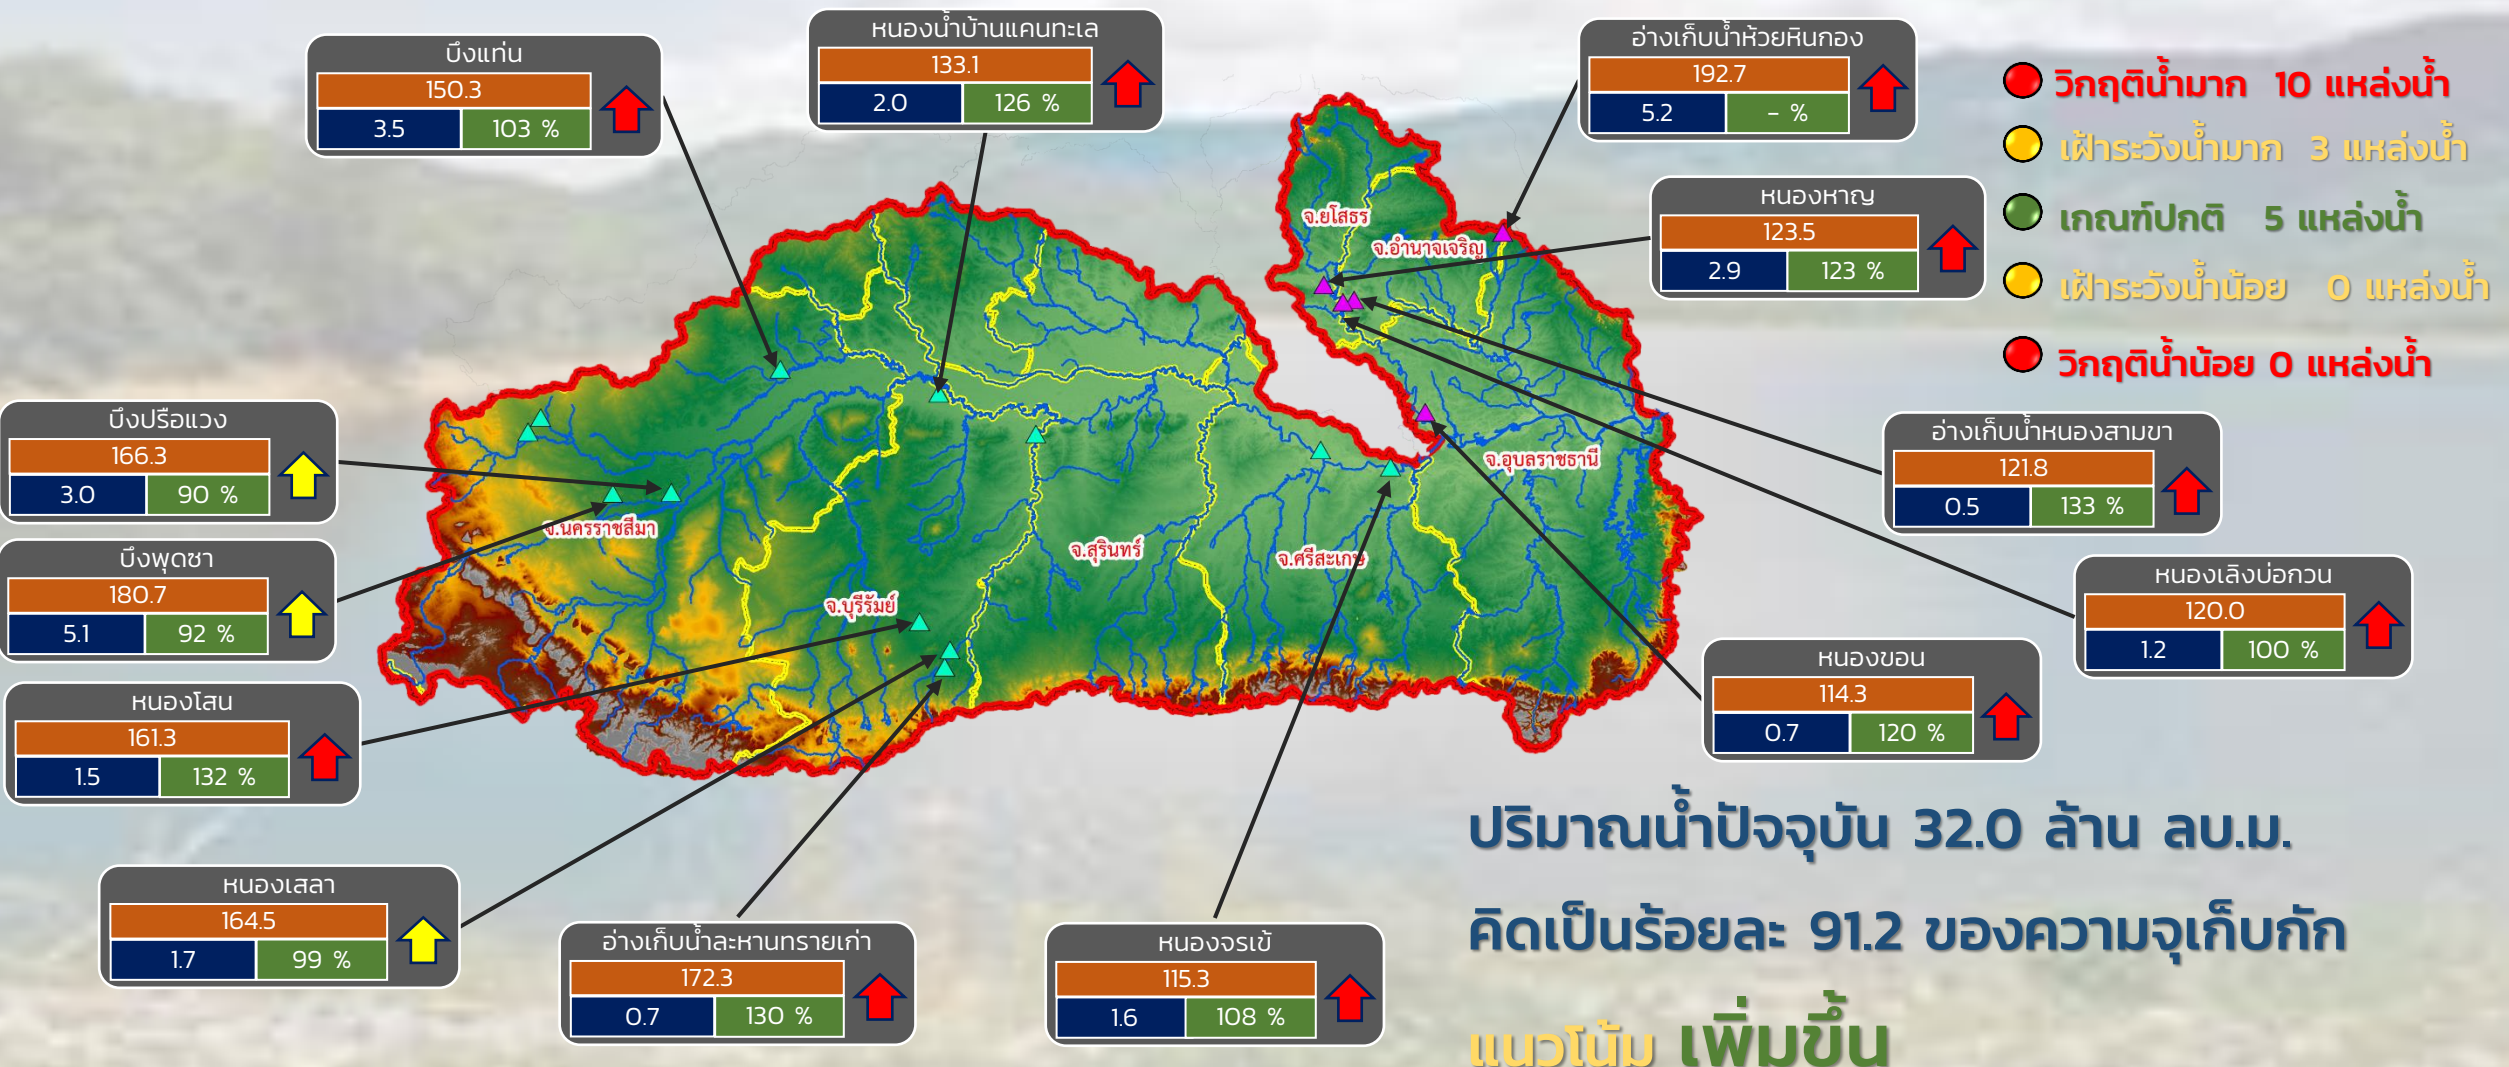 บึงแท่น
150.3
3.5 103 %
หนองน้ำบ้านแคนทะเล
133.1
2.0 126 %
อ่างเก็บน้ำห้วยหินกอง
192.7
5.2 - %
วิกฤติน้ำมาก 10 แหล่งน้ำ
เฝ้าระวังน้ำมาก 3 แหล่งน้ำ
เกณฑ์ปกติ 5 แหล่งน้ำ
เฝ้าระวังน้ำน้อย 0 แหล่งน้ำ
วิกฤติน้ำน้อย 0 แหล่งน้ำ
หนองหาญ
123.5
2.9 123 %
จ.ยโสธร
จ.อำนาจเจริญ
บึงปรือแวง
166.3
3.0 90 %
อ่างเก็บน้ำหนองสามขา
121.8
0.5 133 %
จ.อุบลราชธานี
จ.นครราชสีมา
จ.สุรินทร์
จ.ศรีสะเกษ
จ.บุรีรัมย์
บึงพุดซา
180.7
5.1 92 %
หนองเลิงบ่อกวน
120.0
1.2 100 %
หนองขอน
114.3
0.7 120 %
หนองโสน
161.3
1.5 132 %
หนองเสลา
164.5
1.7 99 %
อ่างเก็บน้ำละหานทรายเก่า
172.3
0.7 130 %
หนองจรเข้
115.3
1.6 108 %
ปริมาณน้ำปัจจุบัน 32.0 ล้าน ลบ.ม.
คิดเป็นร้อยละ 91.2 ของความจุเก็บกัก
แนวโน้ม เพิ่มขึ้น